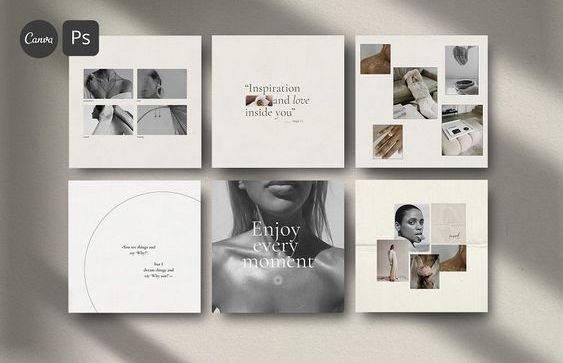 Canva
Ps
"Inspiration
and love
inside you"
Enjoy
every
moment
"You see things and
say "Why?".
but I
dream things and
say "Why not?"—